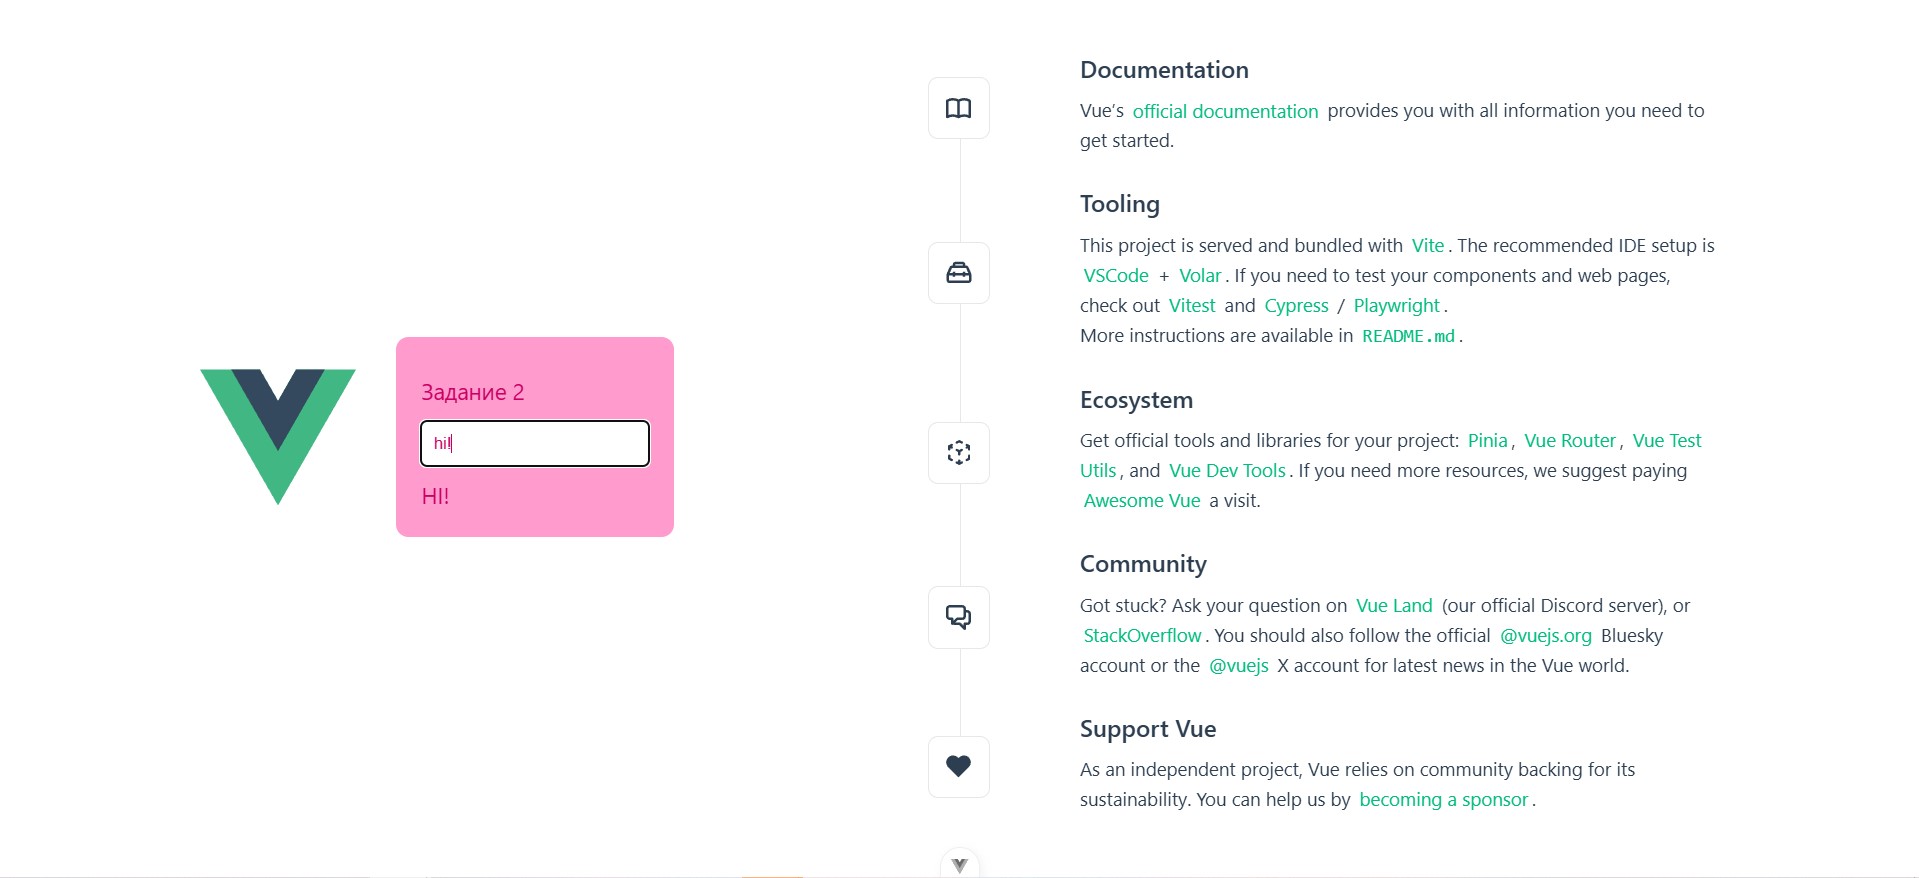 Задание 2
hi!
HI!
Documentation
Vue’s official documentation provides you with all information you need to
get started.
Tooling
This project is served and bundled with Vite. The recommended IDE setup is
VSCode + Volar. If you need to test your components and web pages,
check out Vitest and Cypress / Playwright.
More instructions are available in README.md.
Ecosystem
Get official tools and libraries for your project: Pinia, Vue Router, Vue Test
Utils, and Vue Dev Tools. If you need more resources, we suggest paying
Awesome Vue a visit.
Community
Got stuck? Ask your question on Vue Land (our official Discord server), or
StackOverflow. You should also follow the official @vuejs.org Bluesky
account or the @vuejs X account for latest news in the Vue world.
Support Vue
As an independent project, Vue relies on community backing for its
sustainability. You can help us by becoming a sponsor.